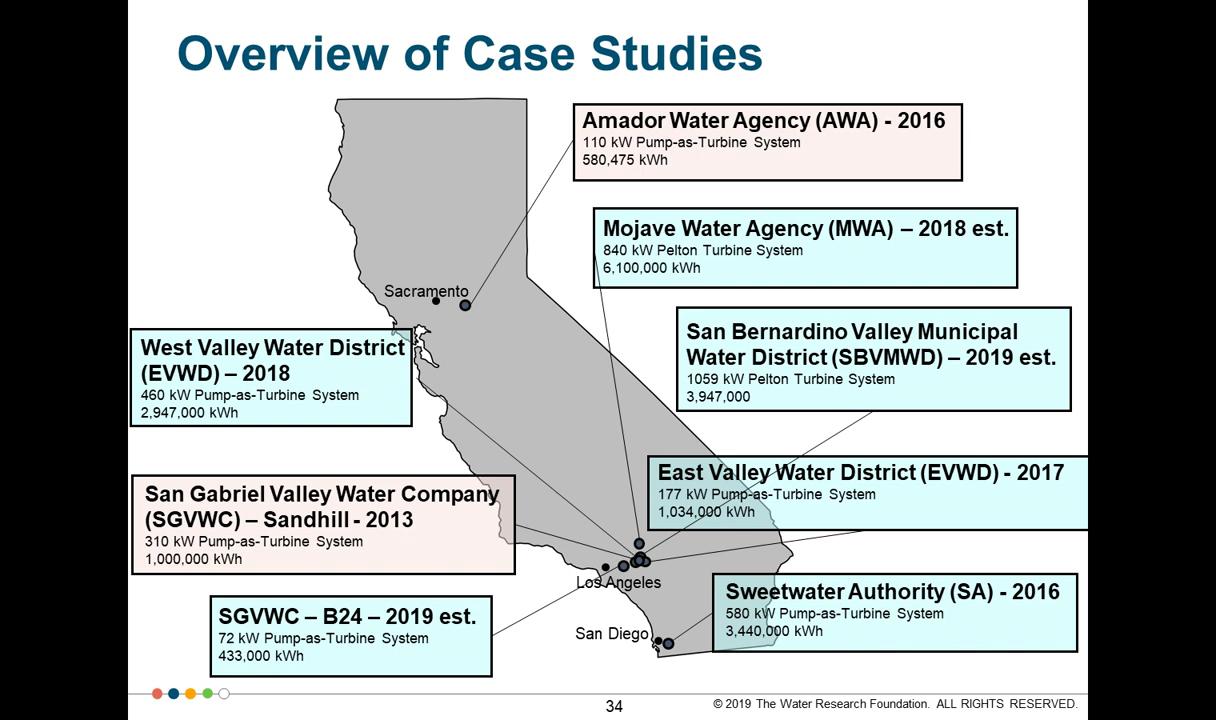 Overview of Case Studies
Amador Water Agency (AWA) - 2016
110 kW Pump-as-Turbine System
580,475 kWh
Mojave Water Agency (MWA) – 2018 est.
840 kW Pelton Turbine System
6,100,000 kWh
Sacramento
San Bernardino Valley Municipal
Water District (SBVMWD) – 2019 est.
1059 kW Pelton Turbine System
3,947,000
West Valley Water District
(EVWD) – 2018
460 kW Pump-as-Turbine System
2,947,000 kWh
East Valley Water District (EVWD) - 2017
177 kW Pump-as-Turbine System
1,034,000 kWh
San Gabriel Valley Water Company
(SGVWC) – Sandhill - 2013
310 kW Pump-as-Turbine System
1,000,000 kWh
Los Angeles
Sweetwater Authority (SA) - 2016
580 kW Pump-as-Turbine System
3,440,000 kWh
SGVWC – B24 – 2019 est.
72 kW Pump-as-Turbine System
433,000 kWh
San Diego
34
© 2019 The Water Research Foundation. ALL RIGHTS RESERVED.